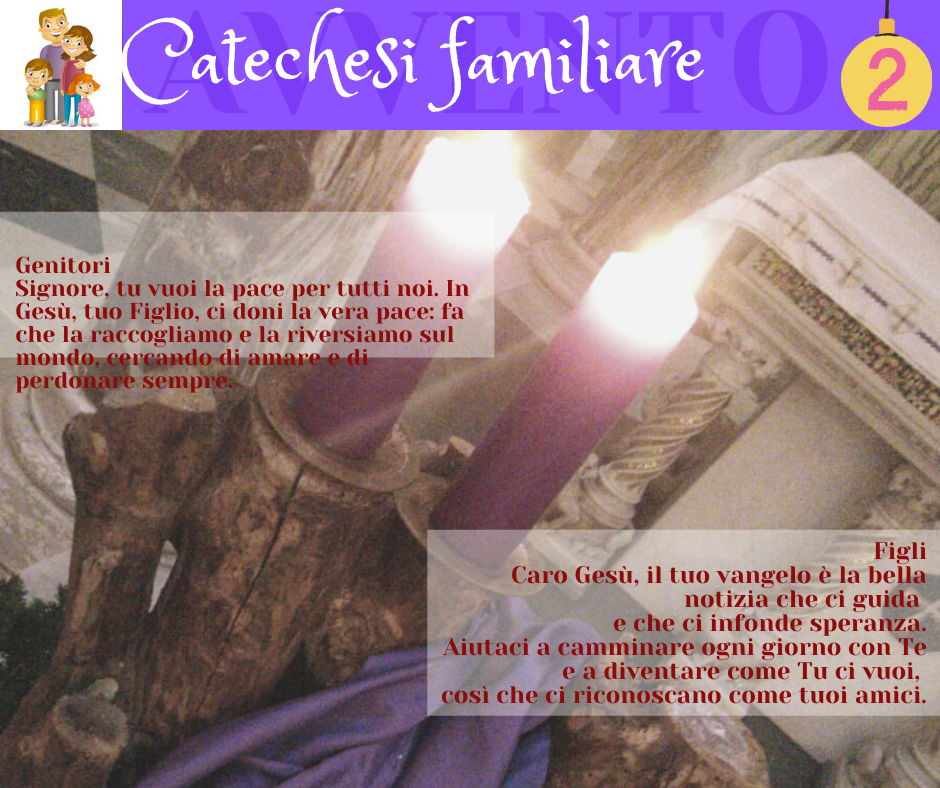 AVVENTO
Catechesi familiare
2
Genitori
Signore, tu vuoi la pace per tutti noi. In
Gesù, tuo Figlio, ci doni la vera pace: fa
che la raccogliamo e la riversiamo sul
mondo, cercando di amare e di
perdonare sempre.
Figli
Caro Gesù, il tuo vangelo è la bella
notizia che ci guida
e che ci infonde speranza.
Aiutaci a camminare ogni giorno con Te
e a diventare come Tu ci vuoi,
così che ci riconoscano come tuoi amici.